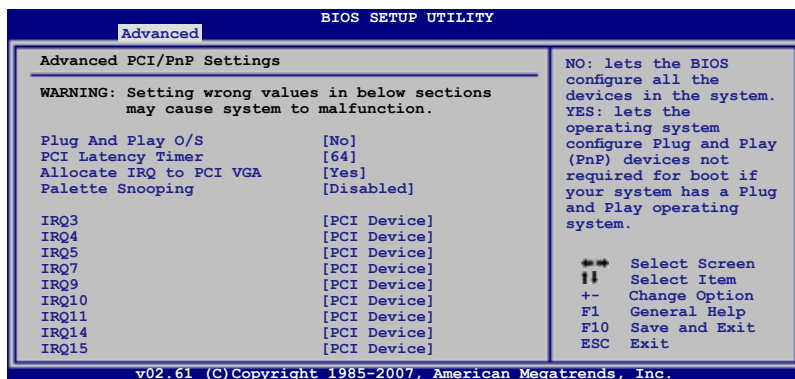 BIOS SETUP UTILITY
Advanced
Advanced PCI/PnP Settings
WARNING: Setting wrong values in below sections
may cause system to malfunction.
Plug And Play O/S [No]
PCI Latency Timer [64]
Allocate IRQ to PCI VGA [Yes]
Palette Snooping [Disabled]
IRQ3 [PCI Device]
IRQ4 [PCI Device]
IRQ5 [PCI Device]
IRQ7 [PCI Device]
IRQ9 [PCI Device]
IRQ10 [PCI Device]
IRQ11 [PCI Device]
IRQ14 [PCI Device]
IRQ15 [PCI Device]
NO: lets the BIOS
configure all the
devices in the system.
YES: lets the
operating system
configure Plug and Play
(PnP) devices not
required for boot if
your system has a Plug
and Play operating
system.
Select Screen
Select Item
+- Change Option
F1 General Help
F10 Save and Exit
ESC Exit
v02.61 (C)Copyright 1985-2007, American Megatrends, Inc.